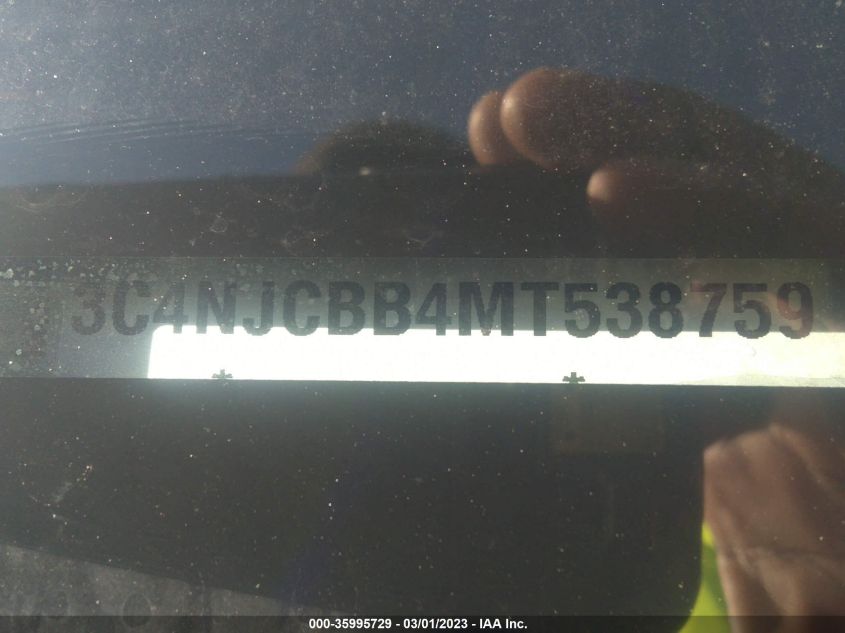 3C4NJCBB4MT538759
* *
000-35995729 - 03/01/2023 - IAA Inc.